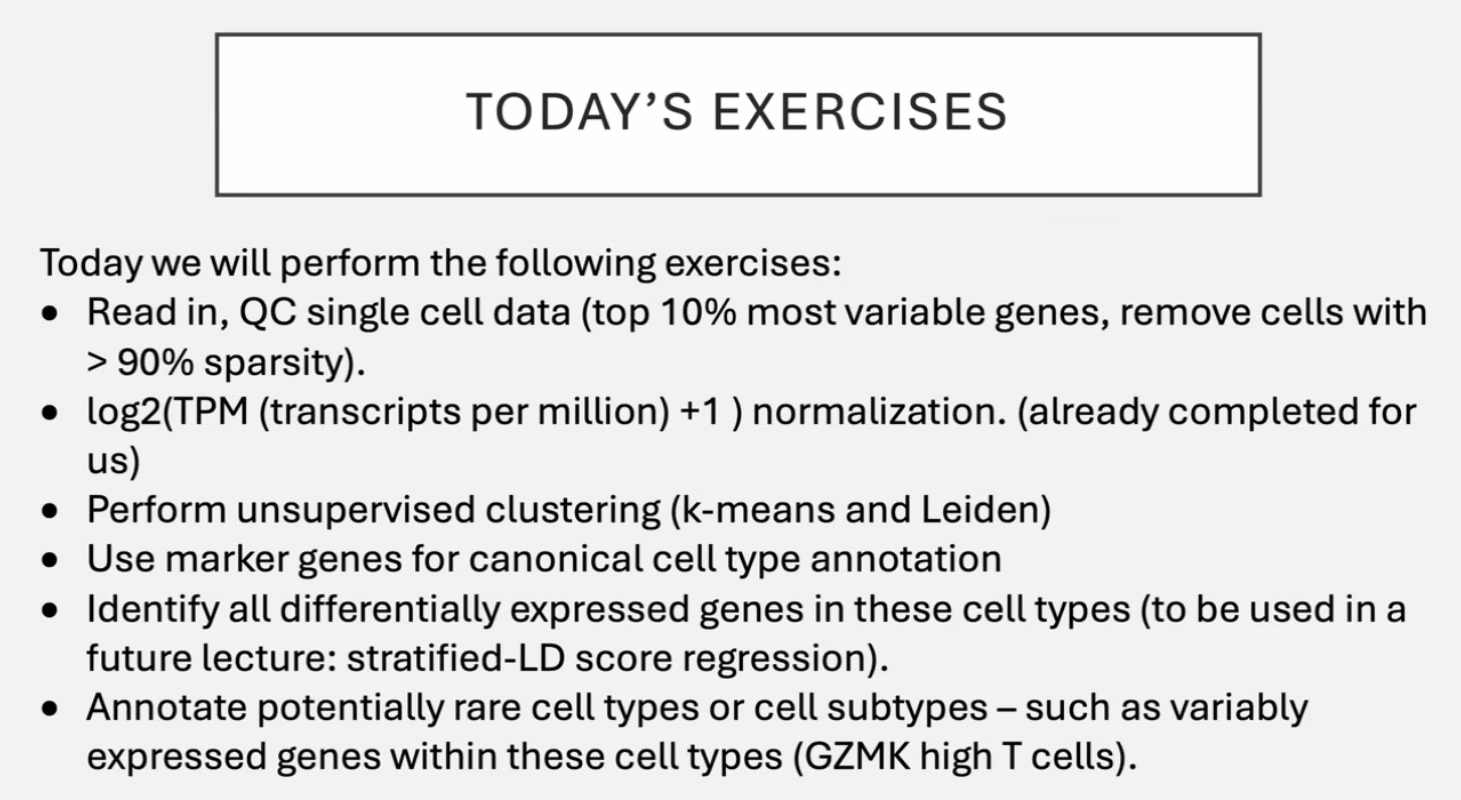 TODAY’S EXERCISES
Today we will perform the following exercises:
● Read in, QC single cell data (top 10% most variable genes, remove cells with
> 90% sparsity).
● log2(TPM (transcripts per million) +1 ) normalization. (already completed for
us)
● Perform unsupervised clustering (k-means and Leiden)
● Use marker genes for canonical cell type annotation
● Identify all differentially expressed genes in these cell types (to be used in a
future lecture: stratified-LD score regression).
● Annotate potentially rare cell types or cell subtypes – such as variably
expressed genes within these cell types (GZMK high T cells).